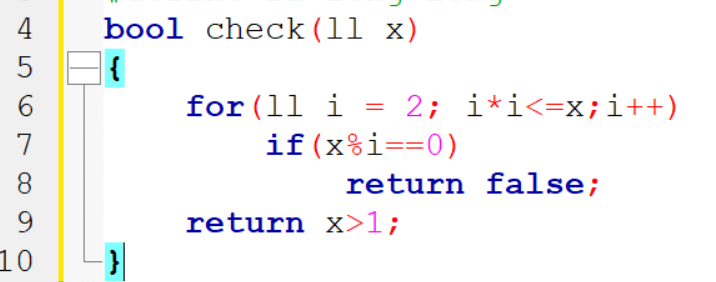 4 bool check(ll x)
5 {
6 for(ll i = 2; i*i<=x;i++)
7 if(x%i==0)
8 return false;
9 return x>1;
10 }